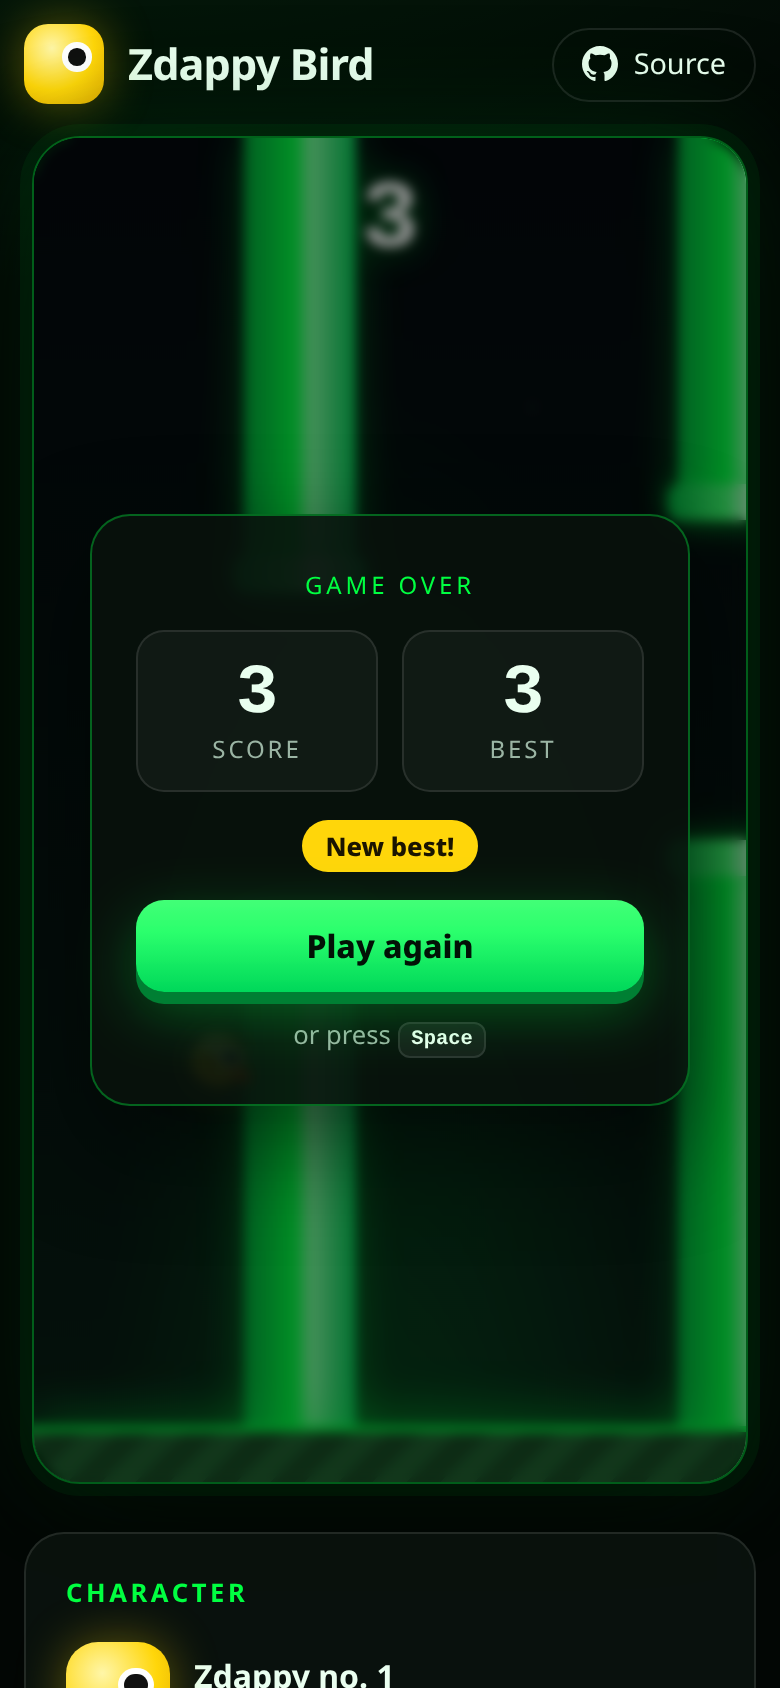 Zdappy Bird
Source
3
GAME OVER
3
SCORE
3
BEST
New best!
Play again
or press Space
CHARACTER
Zdappy no. 1